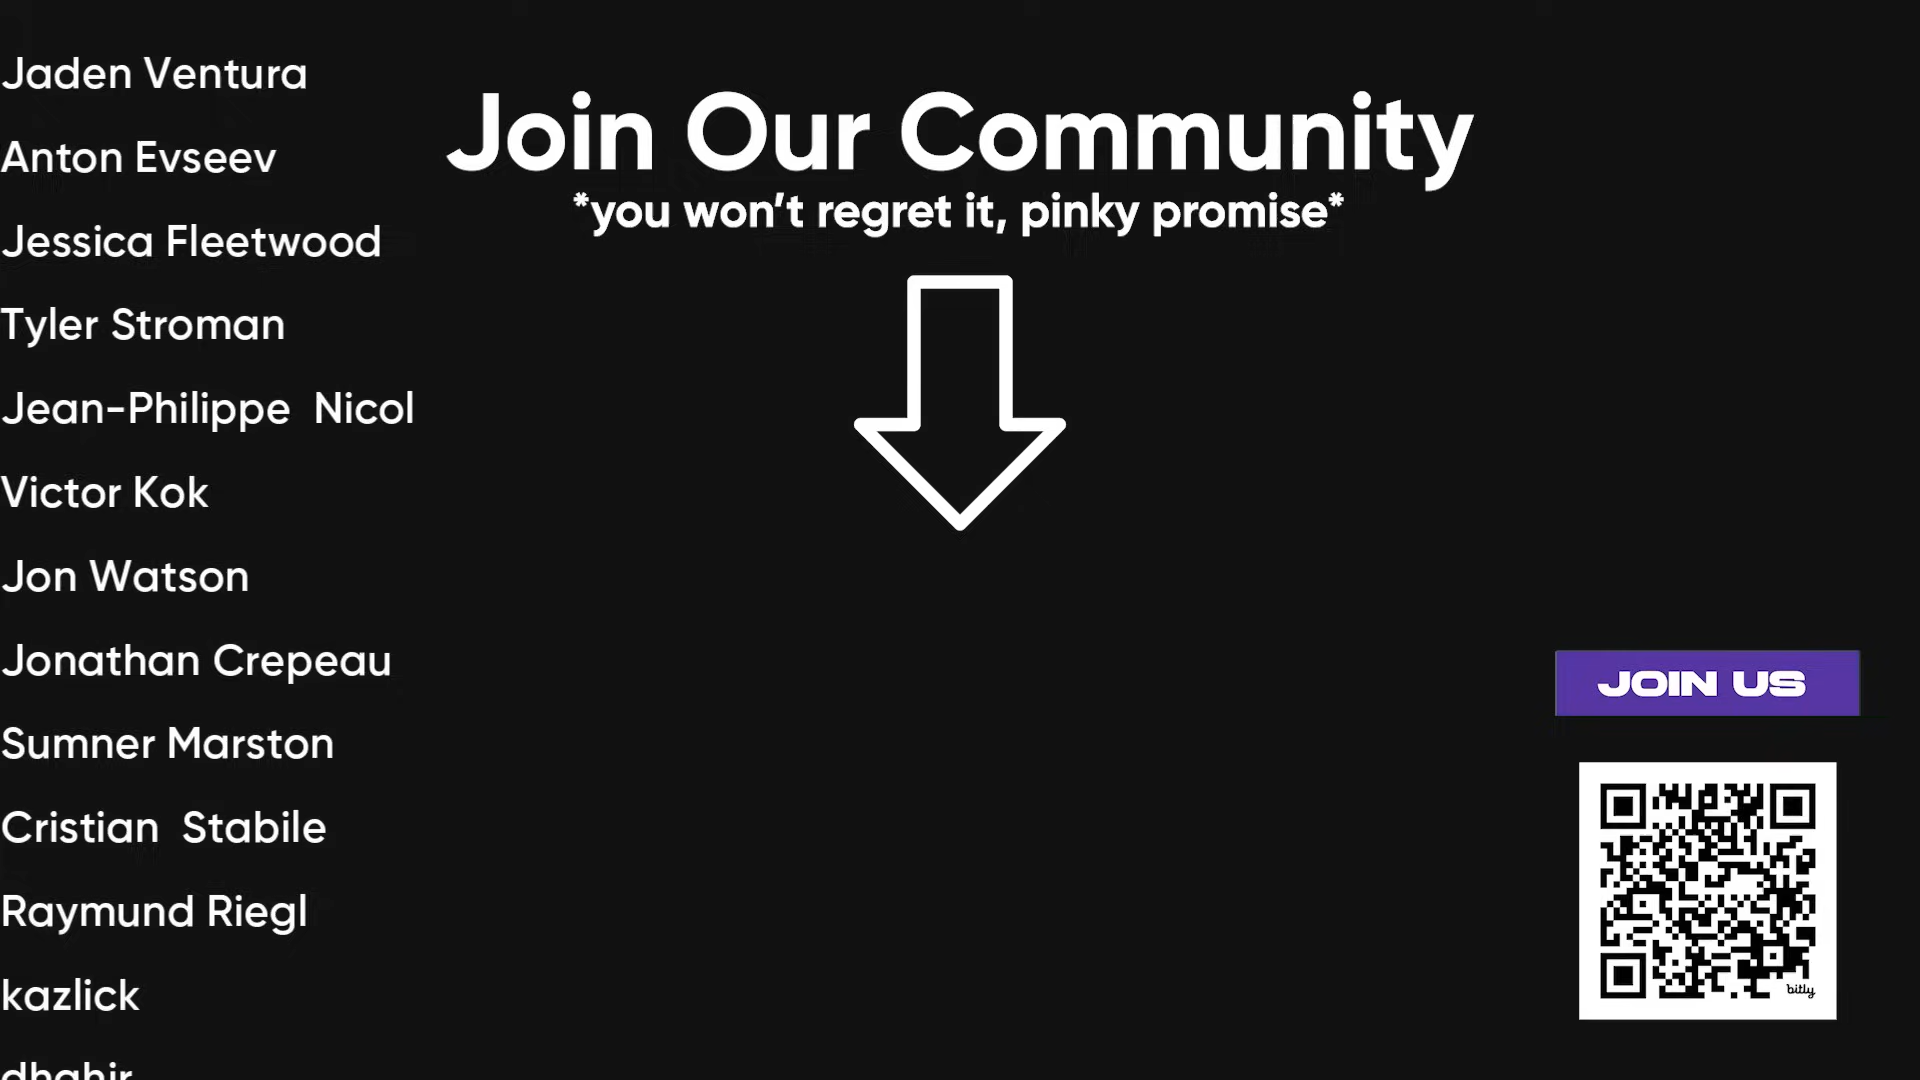 Jaden Ventura
Anton Evseev
Jessica Fleetwood
Tyler Stroman
Jean-Philippe  Nicol
Victor Kok
Jon Watson
Jonathan Crepeau
Sumner Marston
Cristian  Stabile
Raymund Riegl
kazlick
dhahir
Join Our Community
*you won't regret it, pinky promise*
JOIN US
bitly